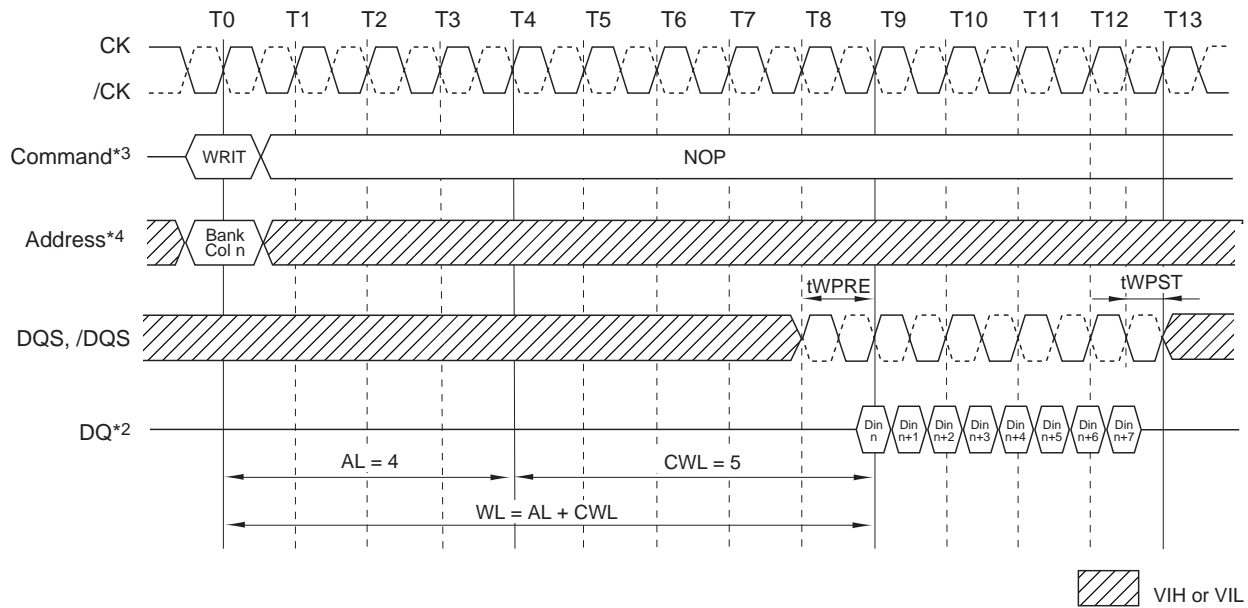 T0 T1 T2 T3 T4 T5 T6 T7 T8 T9 T10 T11 T12 T13
CK
/CK
Command*3 WRIT NOP
Address*4 Bank
Col n
tWPRE tWPST
DQS, /DQS
DQ*2 Din
n Din
n+1 Din
n+2 Din
n+3 Din
n+4 Din
n+5 Din
n+6 Din
n+7
AL = 4 CWL = 5
WL = AL + CWL
VIH or VIL